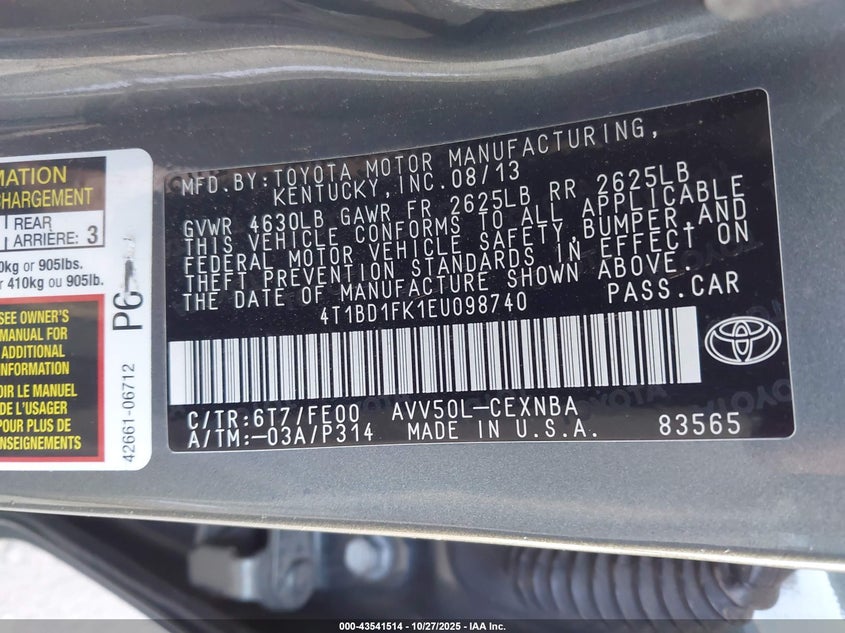 MATION
CHARGEMENT
REAR
ARRIÈRE: 3
0kg or 905lbs.
r 410kg ou 905lb.
SEE OWNER'S
MANUAL FOR
ADDITIONAL
INFORMATION
OIR LE MANUEL
DE L'USAGER
POUR PLUS DE
RENSEIGNEMENTS
P6
42661-06712
MFD.BY:TOYOTA MOTOR MANUFACTURING,
KENTUCKY,INC.08/13
GVWR 4630LB GAWR FR 2625LB RR 2625LB
THIS VEHICLE CONFORMS TO ALL APPLICABLE
FEDERAL MOTOR VEHICLE SAFETY,BUMPER,AND
THEFT PREVENTION STANDARDS IN EFFECT ON
THE DATE OF MANUFACTURE SHOWN ABOVE.
4T1BD1FK1EU098740 PASS.CAR
C/TR:6T7/FE00 AVV50L-CEXNBA
A/TM:-03A/P314 MADE IN U.S.A. 83565
TOYOTA
000-43541514 - 10/27/2025 - IAA Inc.